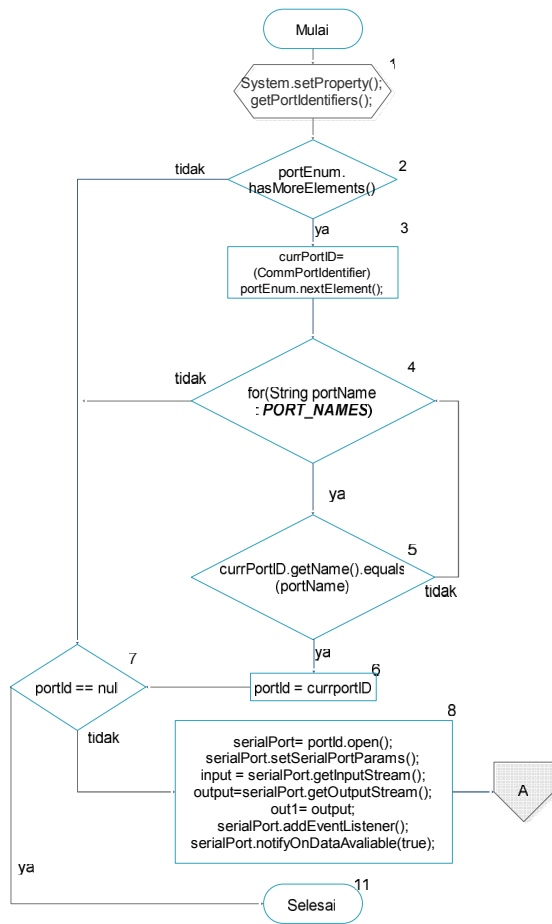 Mulai
1
System.setProperty();
getPortIdentifiers();
tidak
portEnum.
hasMoreElements()
2
ya
3
currPortID=
(CommPortIdentifier)
portEnum.nextElement();
tidak
4
for(String portName
: PORT_NAMES)
ya
5
currPortID.getName().equals
(portName)
tidak
ya
7
6
portId == null
portId = currportID
tidak
8
serialPort= portId.open();
serialPort.setSerialPortParams();
input = serialPort.getInputStream();
output=serialPort.getOutputStream();
out1= output;
serialPort.addEventListener();
serialPort.notifyOnDataAvaliable(true);
A
ya
11
Selesai